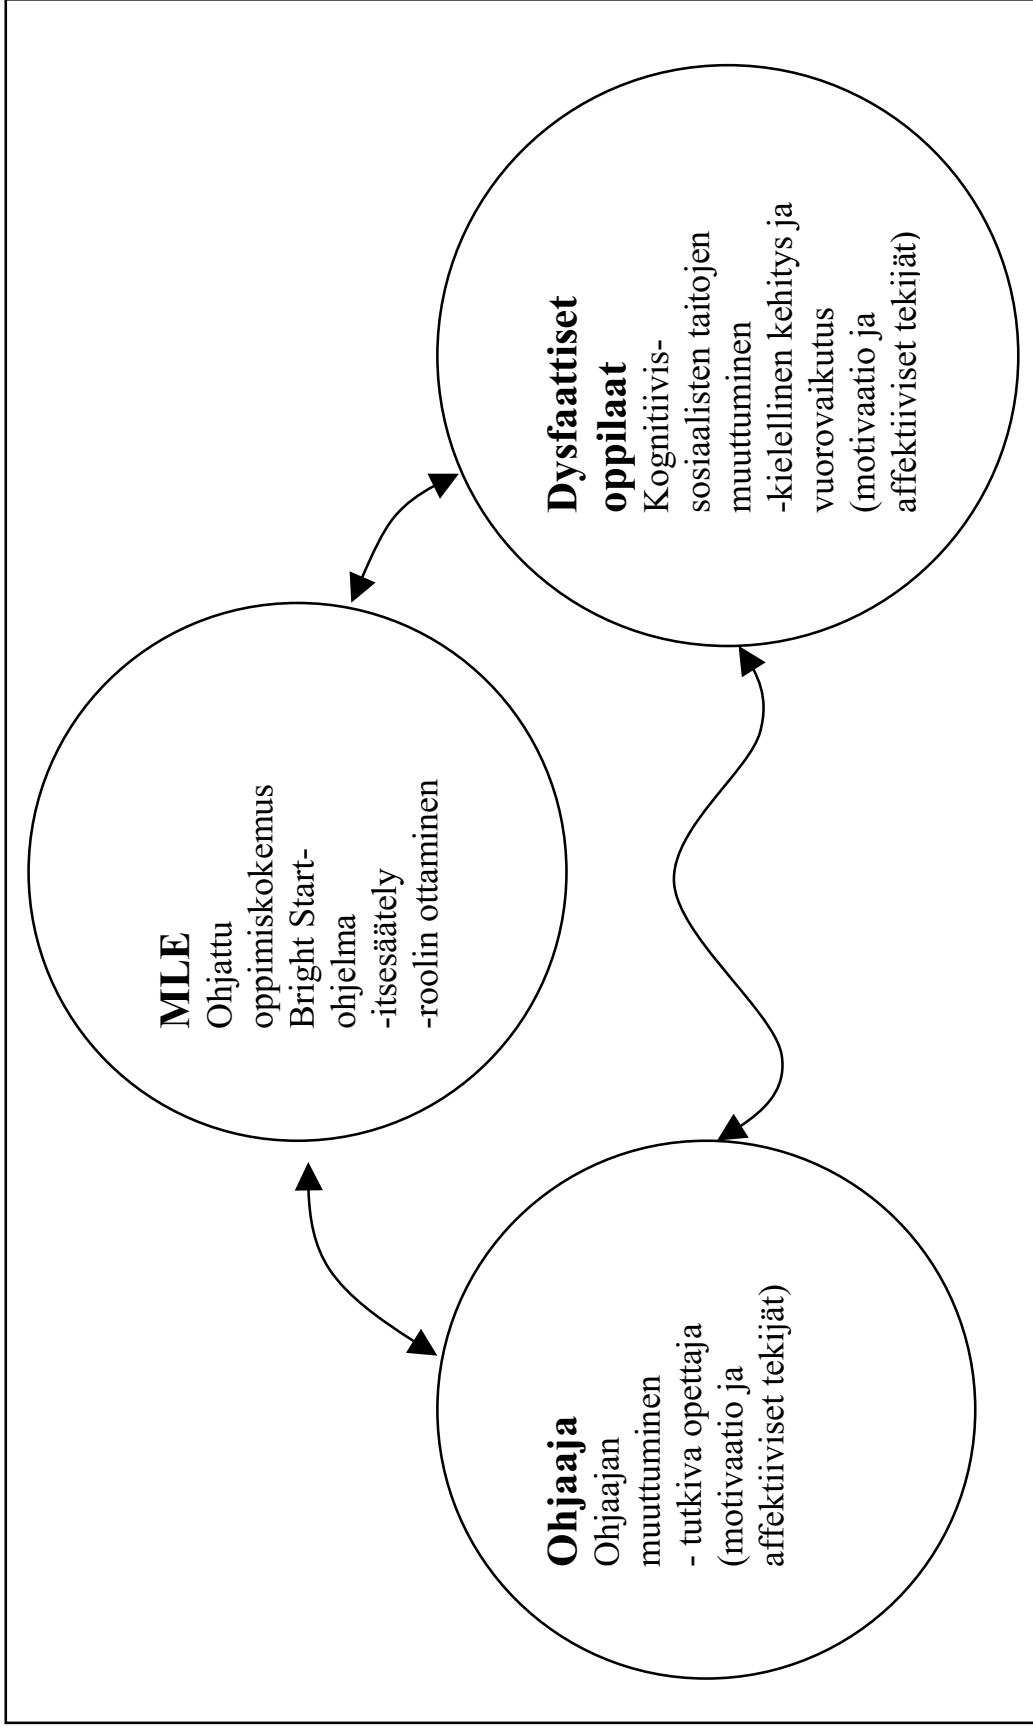 MLE
Ohjattu
oppimiskokemus
Bright Start-
ohjelma
-itsesäätely
-roolin ottaminen
Ohjaaja
Ohjaajan
muuttuminen
- tutkiva opettaja
(motivaatio ja
affektiiviset tekijät)
Dysfaattiset
oppilaat
Kognitiivis-
sosiaalisten taitojen
muuttuminen
-kielellinen kehitys ja
vuorovaikutus
(motivaatio ja
affektiiviset tekijät)